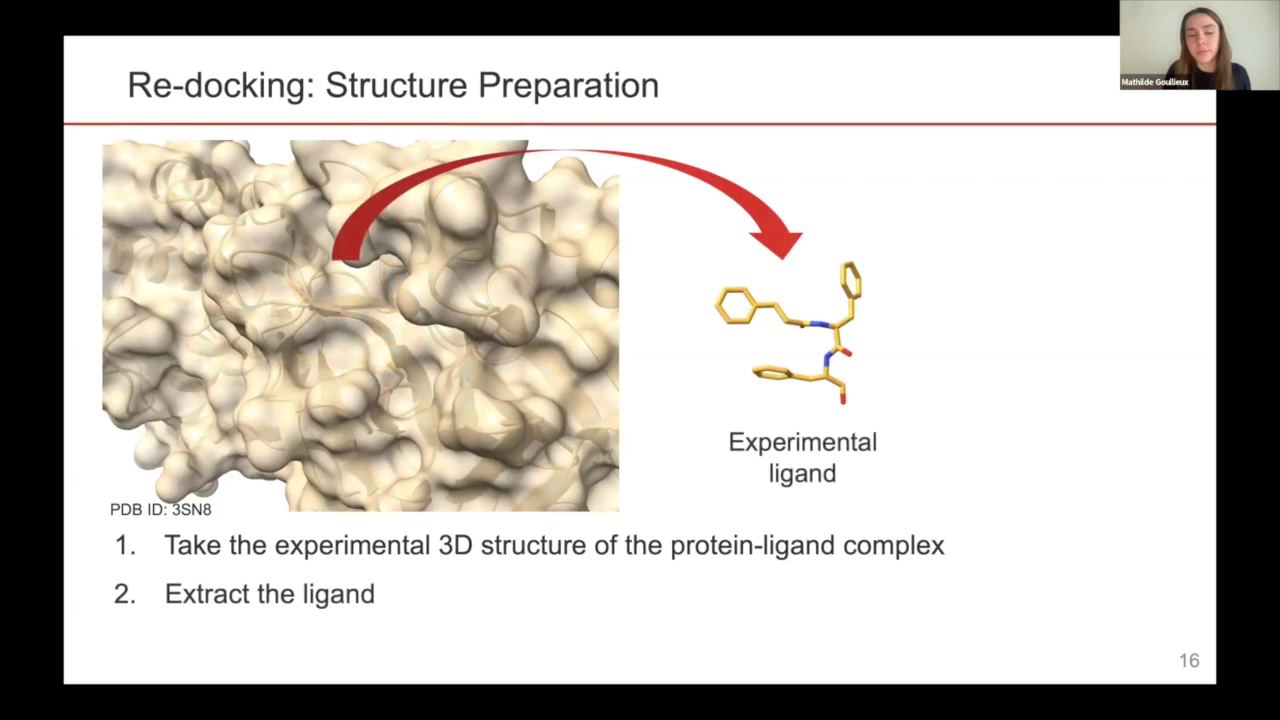 Mathilde Goullieux
Re-docking: Structure Preparation
Experimental
ligand
PDB ID: 3SN8
1. Take the experimental 3D structure of the protein-ligand complex
2. Extract the ligand
16